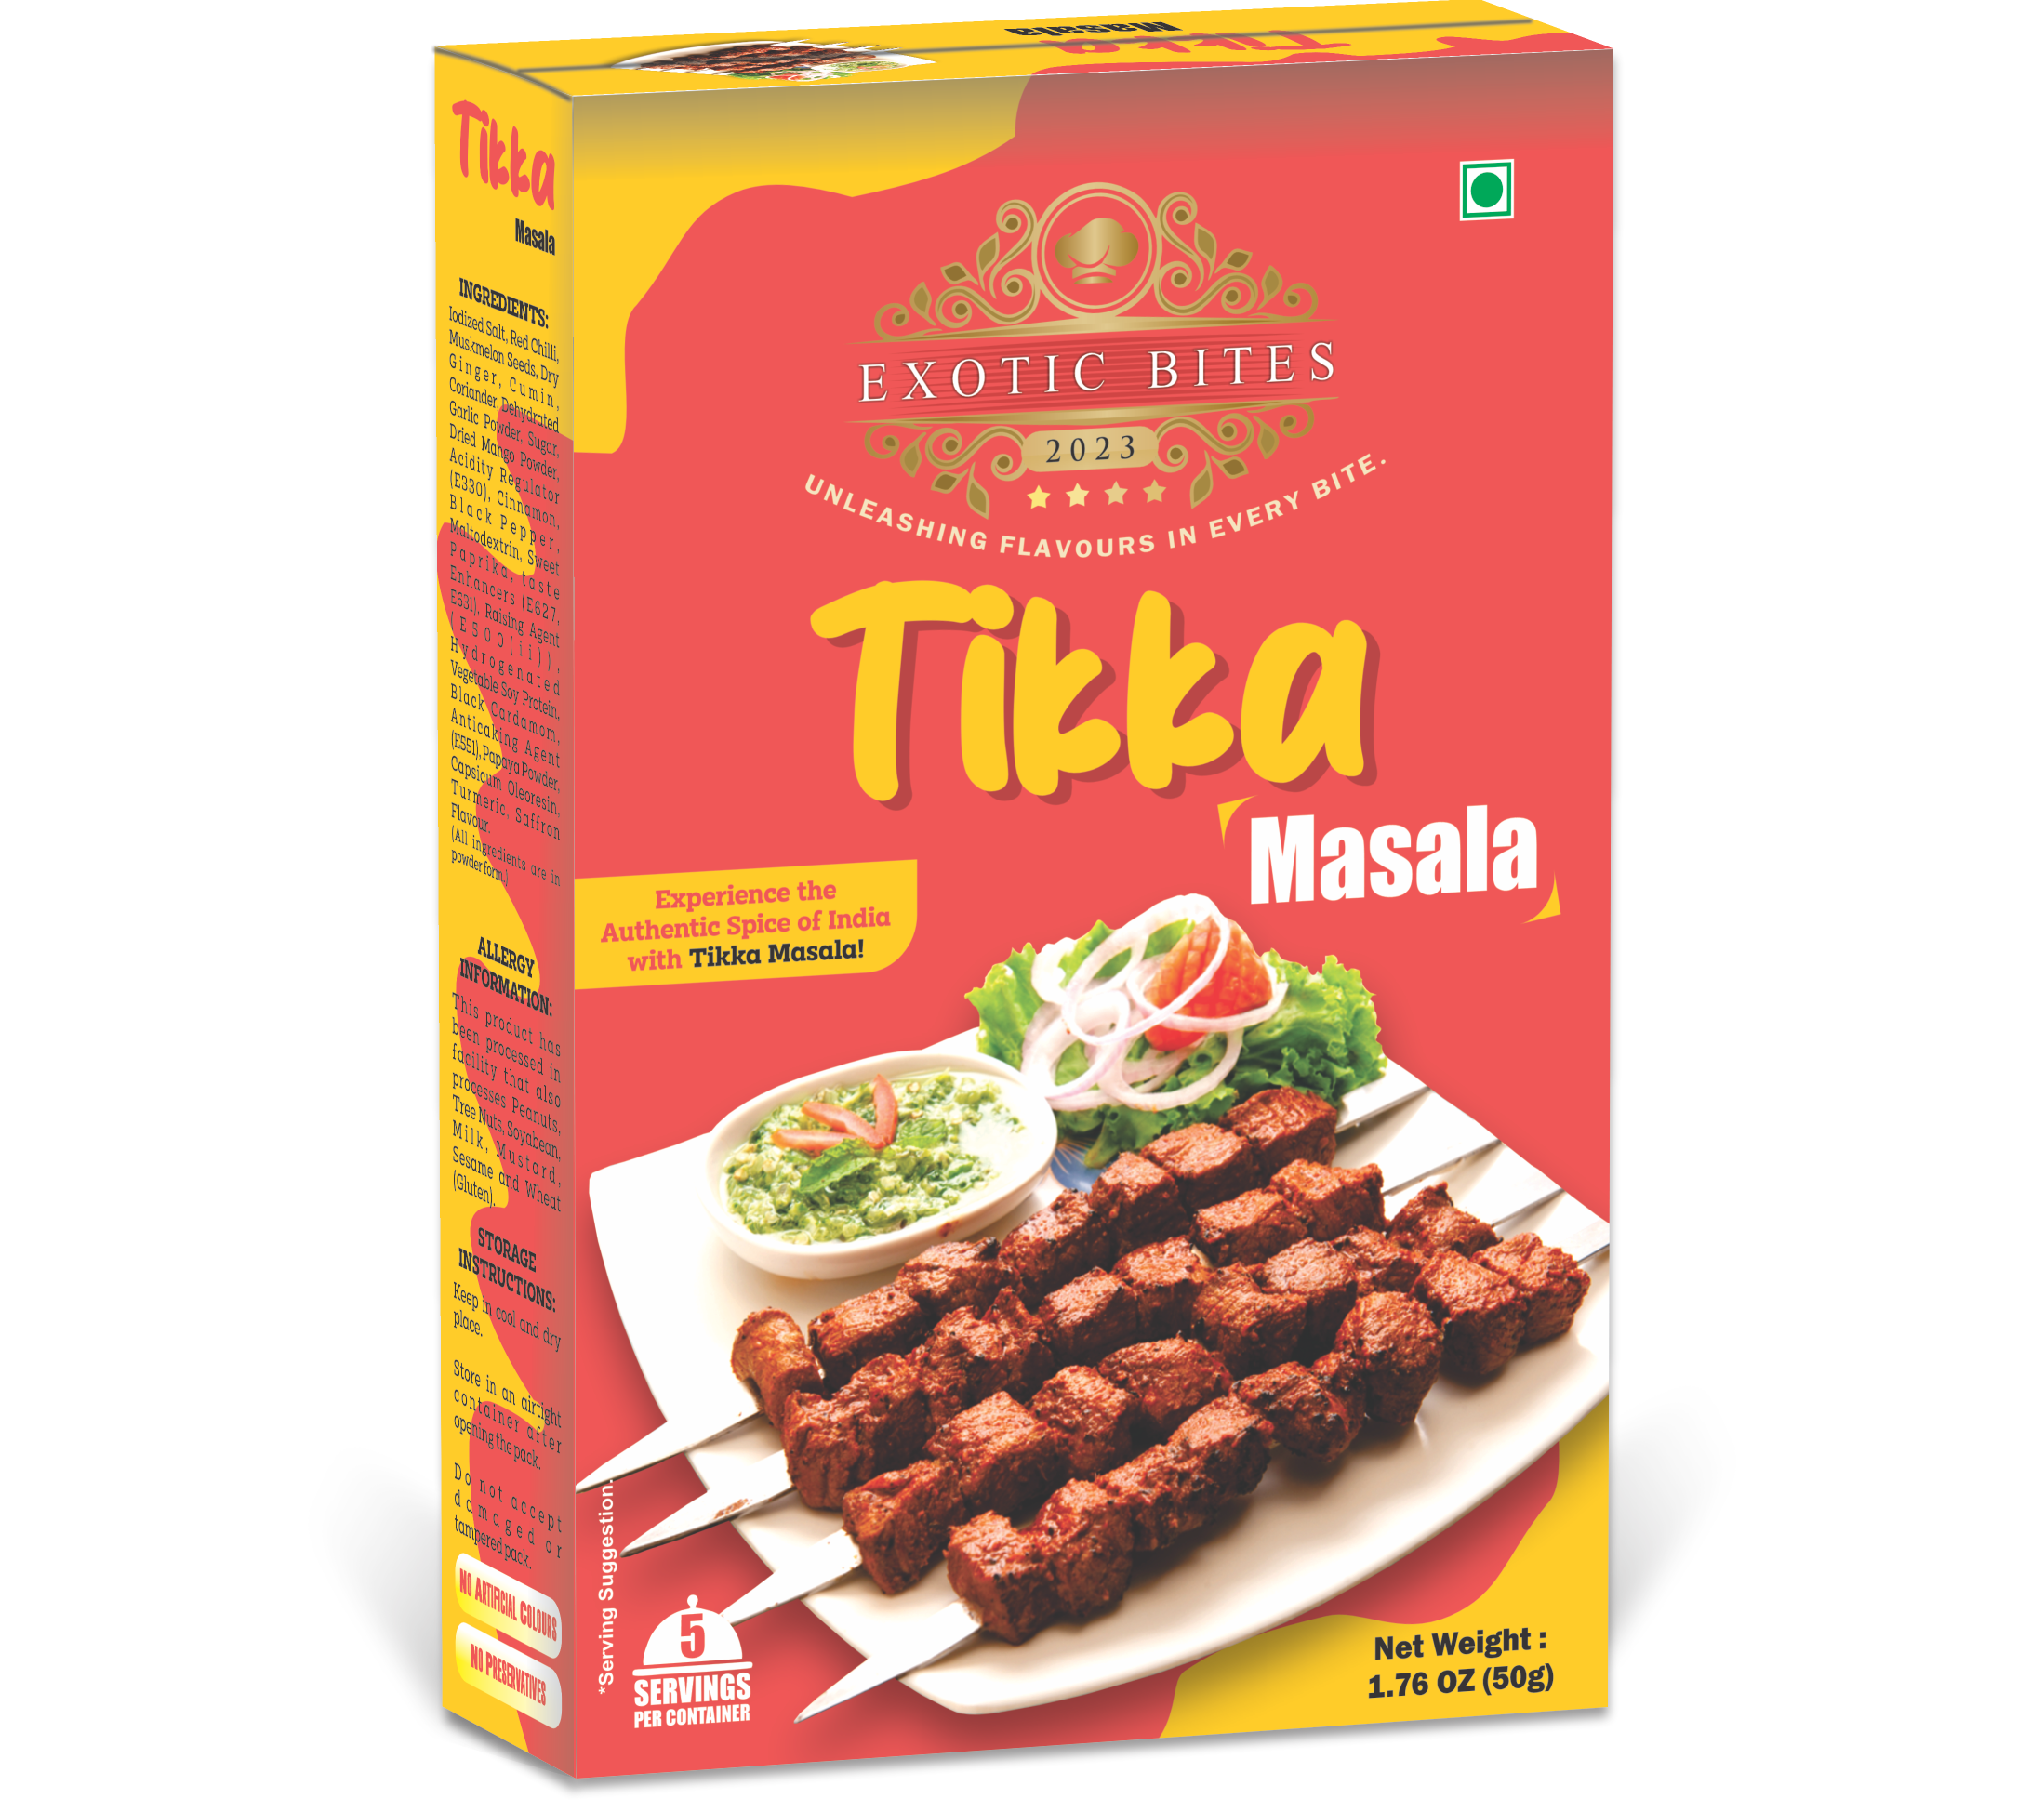 Masala
Tikka
Tikka
Masala
INGREDIENTS:
Iodized Salt, Red Chilli,
Muskmelon Seeds, Dry
Ginger, Cumin,
Coriander, Dehydrated
Garlic Powder, Sugar,
Dried Mango Powder,
Acidity Regulator
(E330), Cinnamon,
Black Pepper,
Maltodextrin, Sweet
Paprika, taste
Enhancers (E627,
E631), Raising Agent
(E500(ii)),
Hydrogenated
Vegetable Soy Protein,
Black Cardamom,
Anticaking Agent
(E551), Papaya Powder,
Capsicum Oleoresin,
Turmeric, Saffron
Flavour.
(All ingredients are in
powder form.)
ALLERGY
INFORMATION:
This product has
been processed in
facility that also
processes Peanuts,
Tree Nuts, Soyabean,
Milk, Mustard,
Sesame and Wheat
(Gluten).
STORAGE
INSTRUCTIONS:
Keep in cool and dry
place.
Store in an airtight
container after
opening the pack.
Do not accept
damaged or
tampered pack.
NO ARTIFICIAL COLOURS
NO PRESERVATIVES
EXOTIC BITES
2023
UNLEASHING FLAVOURS IN EVERY BITE.
Tikka
Masala
Experience the
Authentic Spice of India
with Tikka Masala!
*Serving Suggestion.
5
SERVINGS
PER CONTAINER
Net Weight :
1.76 OZ (50g)